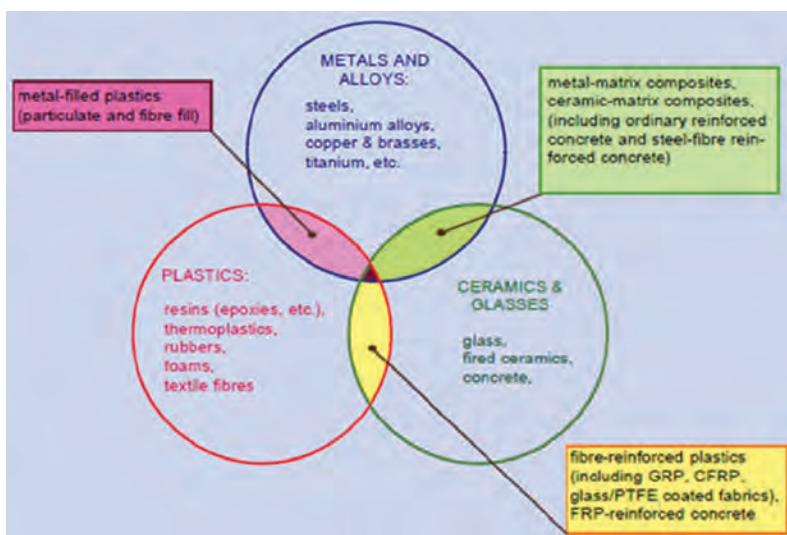 METALS AND
ALLOYS:
steels,
aluminium alloys,
copper & brasses,
titanium, etc.
metal-filled plastics
(particulate and fibre fill)
metal-matrix composites,
ceramic-matrix composites,
(including ordinary reinforced
concrete and steel-fibre rein-
forced concrete)
PLASTICS:
resins (epoxies, etc.),
thermoplastics,
rubbers,
foams,
textile fibres
CERAMICS &
GLASSES
glass,
fired ceramics,
concrete,
fibre-reinforced plastics
(including GRP, CFRP,
glass/PTFE coated fabrics),
FRP-reinforced concrete